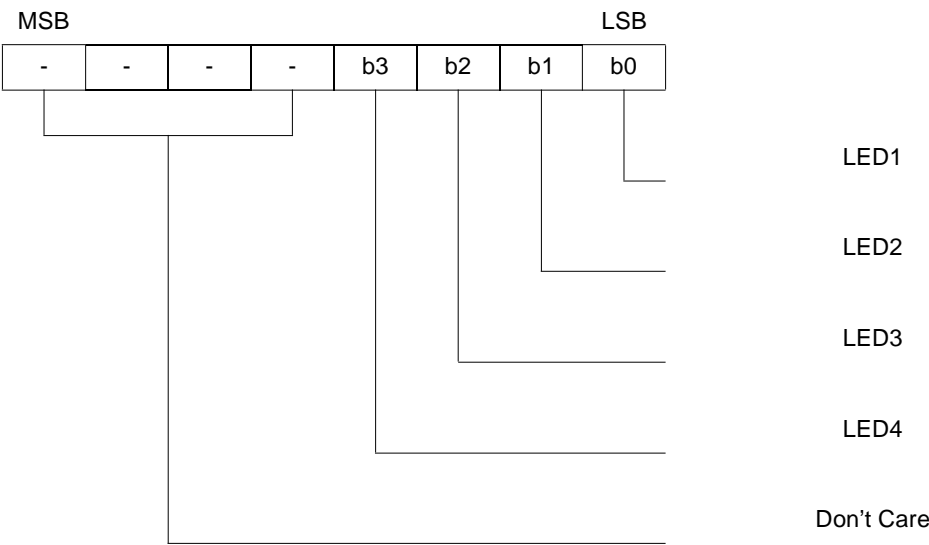 MSB LSB
- - - - b3 b2 b1 b0
LED1
LED2
LED3
LED4
Don't Care